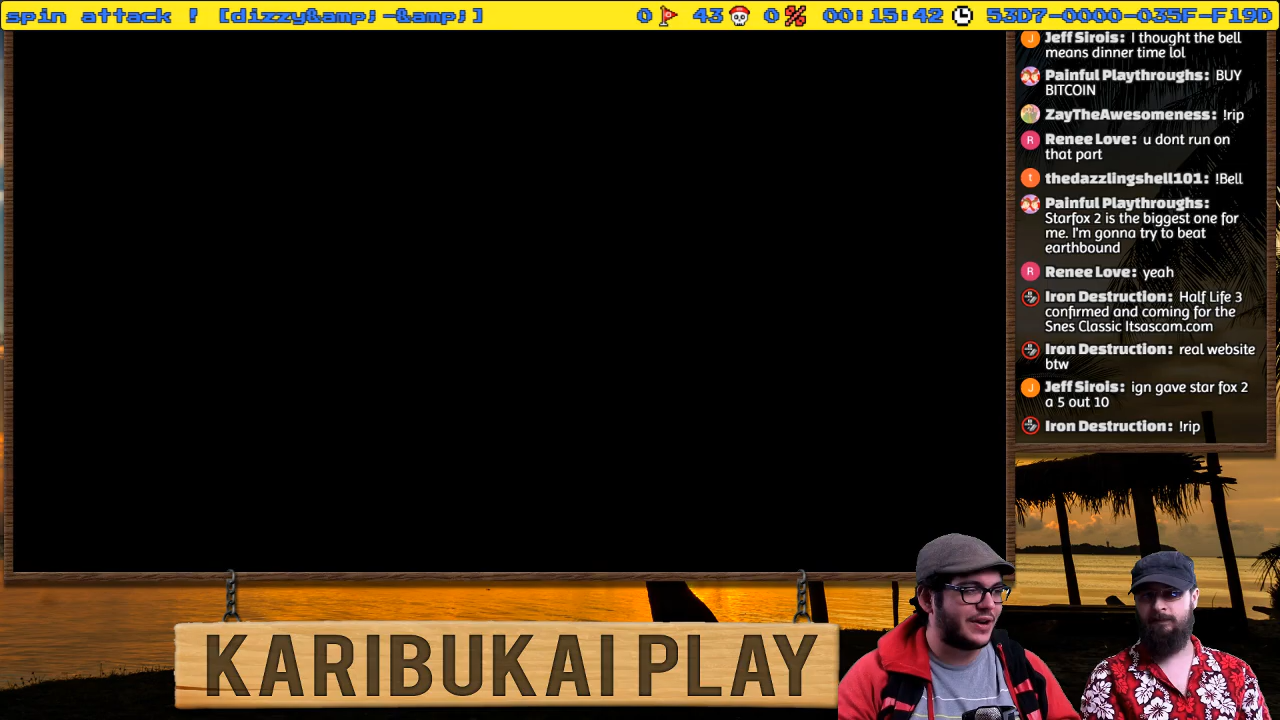 spin attack ! [dizzy&amp;-&amp;]
0 43 0 00:15:42 53D7-0000-035F-F19D
Jeff Sirois: I thought the bell
means dinner time lol
Painful Playthroughs: BUY
BITCOIN
ZayTheAwesomeness: !rip
R Renee Love: u dont run on
that part
t thedazzlingshell101: !Bell
Painful Playthroughs:
Starfox 2 is the biggest one for
me. I'm gonna try to beat
earthbound
R Renee Love: yeah
Iron Destruction: Half Life 3
confirmed and coming for the
Snes Classic Itsascam.com
Iron Destruction: real website
btw
J Jeff Sirois: ign gave star fox 2
a 5 out 10
Iron Destruction: !rip
KARIBUKAI PLAY